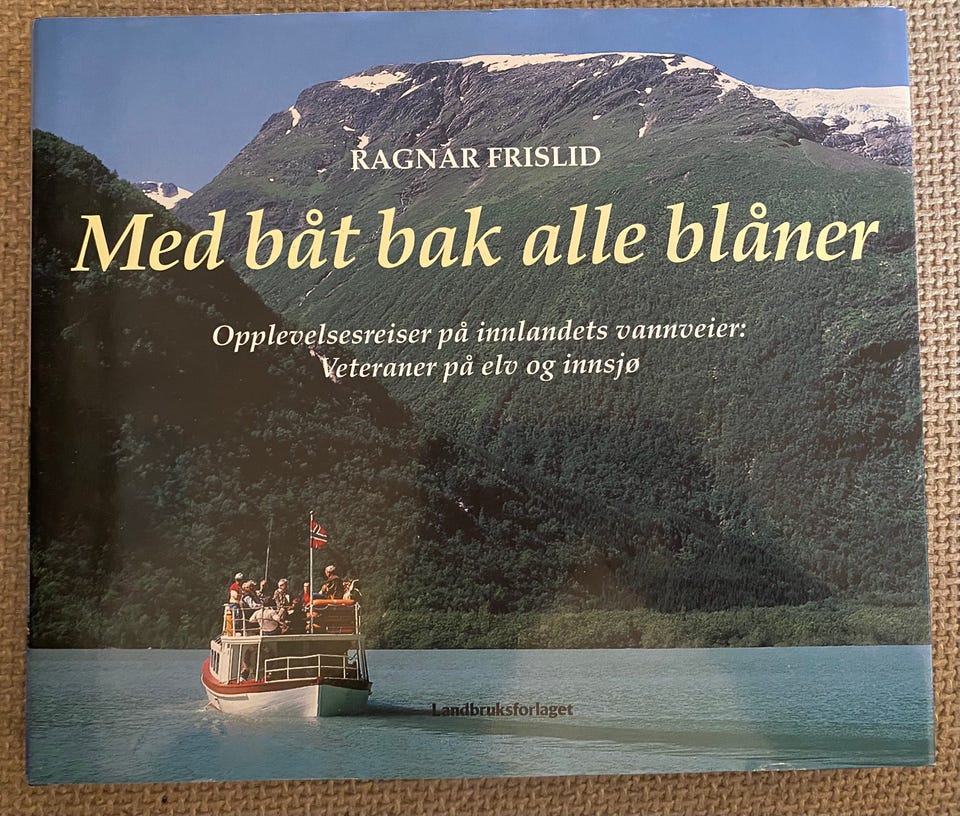 RAGNAR FRISLID
Med båt bak alle blåner
Opplevelsesreiser på innlandets vannveier:
Veteraner på elv og innsjø
Landbruksforlaget